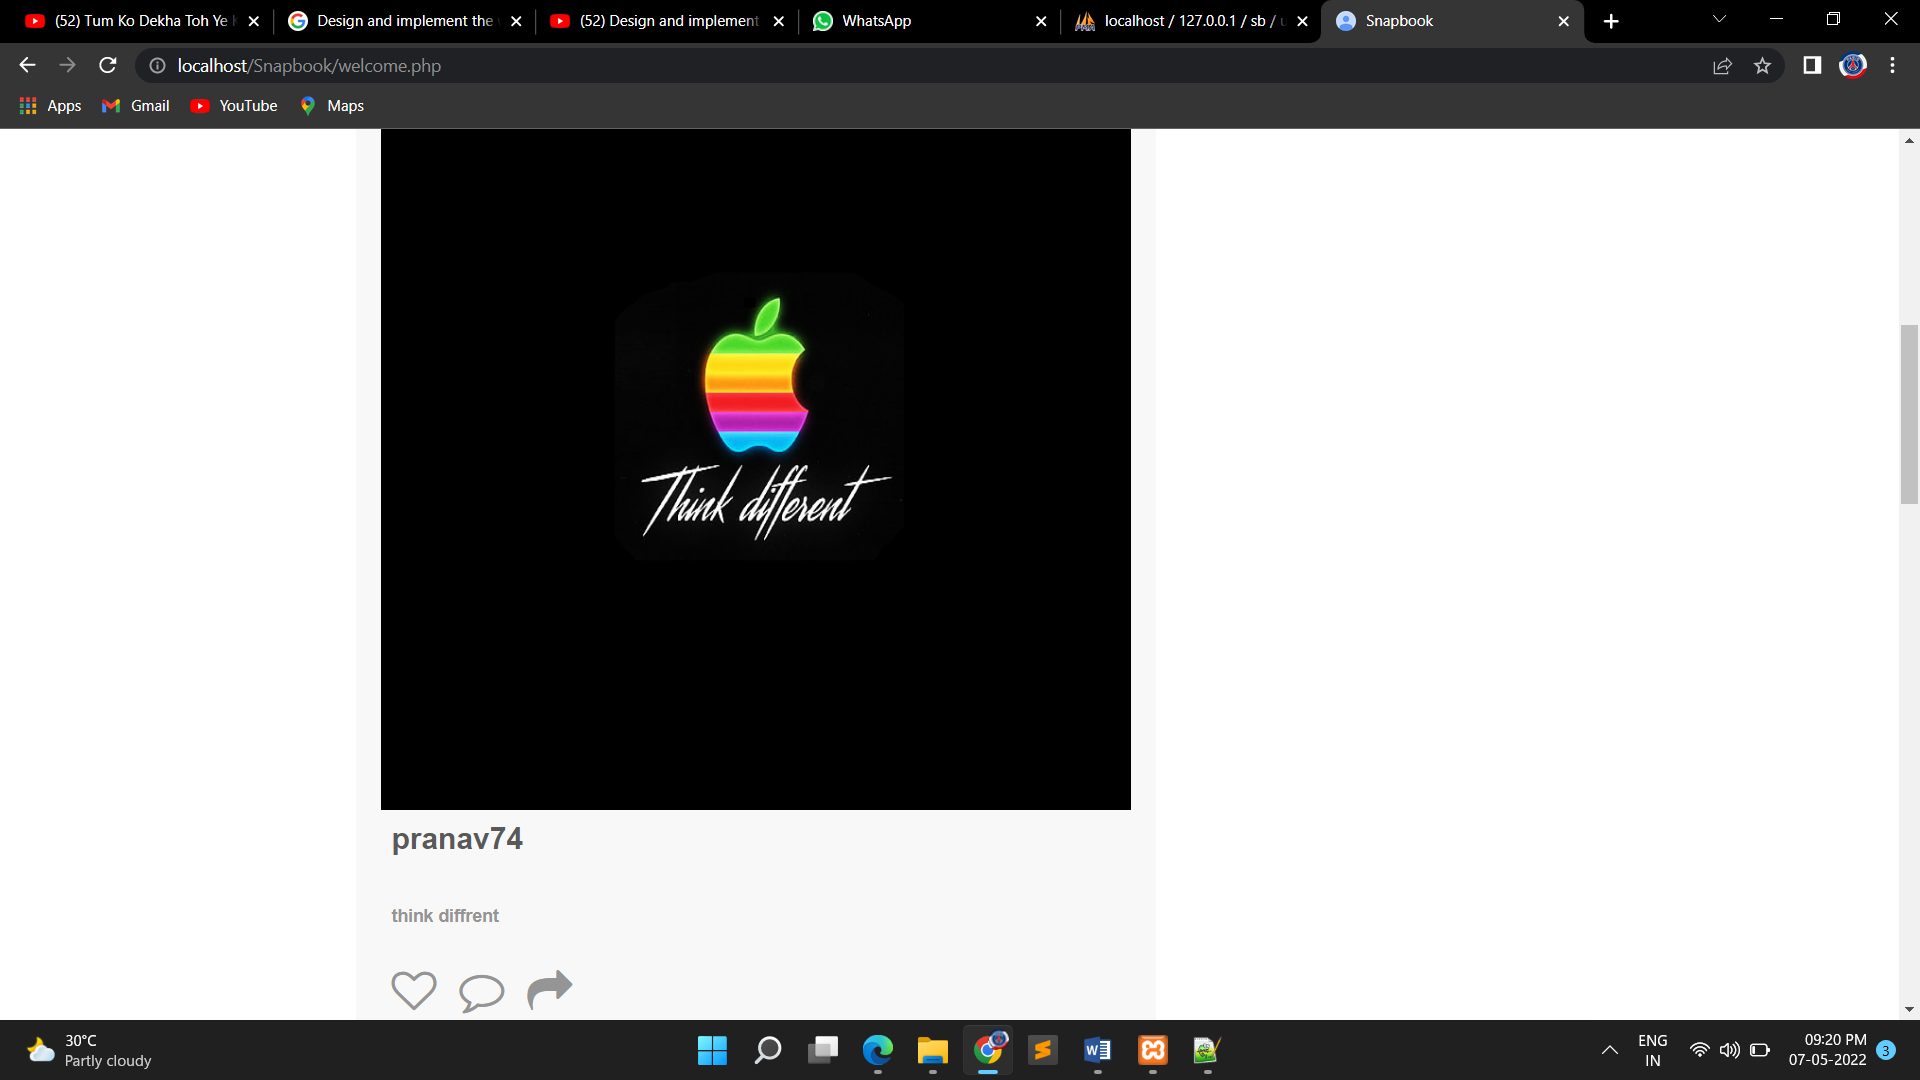 (52) Tum Ko Dekha Toh Ye
Design and implement the
(52) Design and implement
WhatsApp
localhost / 127.0.0.1 / sb /
Snapbook
localhost/Snapbook/welcome.php
Apps
Gmail
YouTube
Maps
Think different
pranav74
think diffrent
30°C
Partly cloudy
ENG
IN
09:20 PM
07-05-2022
3